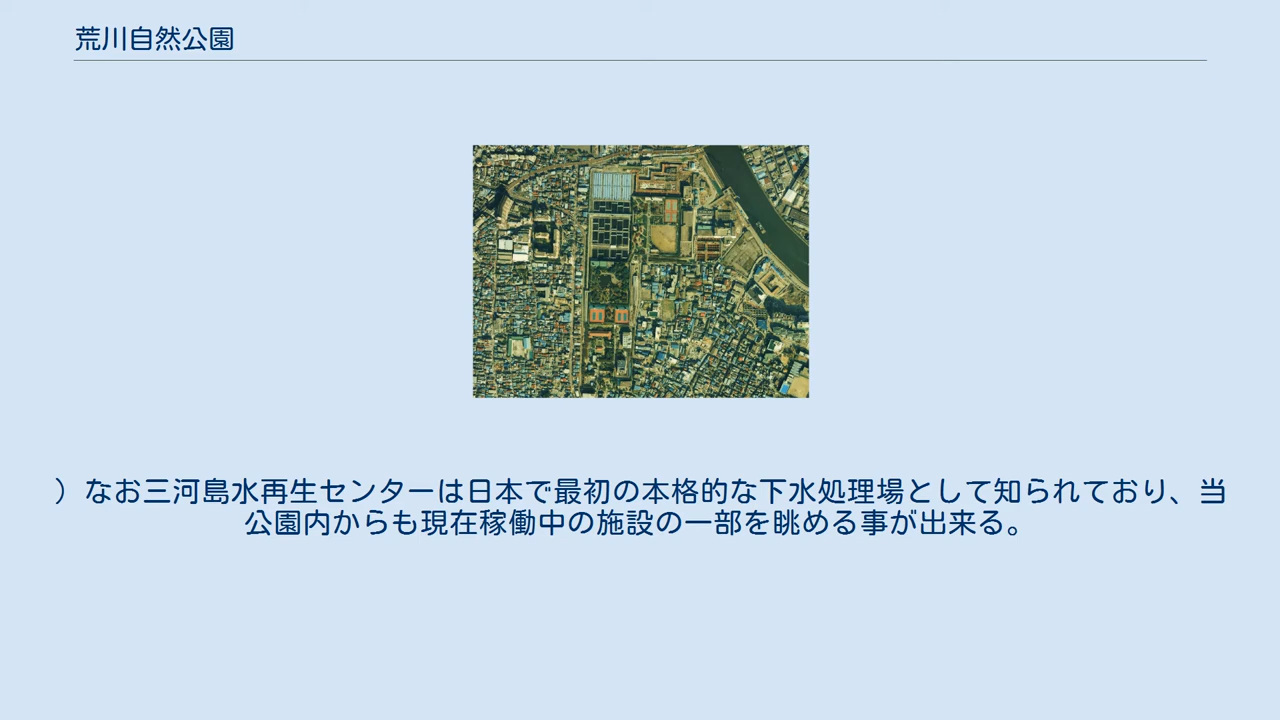 荒川自然公園
）なお三河島水再生センターは日本で最初の本格的な下水処理場として知られており、当
公園内からも現在稼働中の施設の一部を眺める事が出来る。